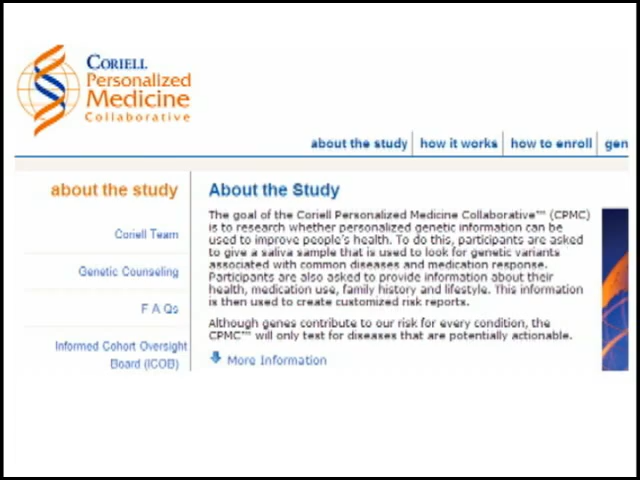 CORIELL
Personalized
Medicine
Collaborative
about the study
how it works
how to enroll
gen
about the study
Coriell Team
Genetic Counseling
F A Qs
Informed Cohort Oversight
Board (ICOB)
About the Study
The goal of the Coriell Personalized Medicine Collaborative™ (CPMC)
is to research whether personalized genetic information can be
used to improve people's health. To do this, participants are asked
to give a saliva sample that is used to look for genetic variants
associated with common diseases and medication response.
Participants are also asked to provide information about their
health, medication use, family history and lifestyle. This information
is then used to create customized risk reports.
Although genes contribute to our risk for every condition, the
CPMC™ will only test for diseases that are potentially actionable.
More Information